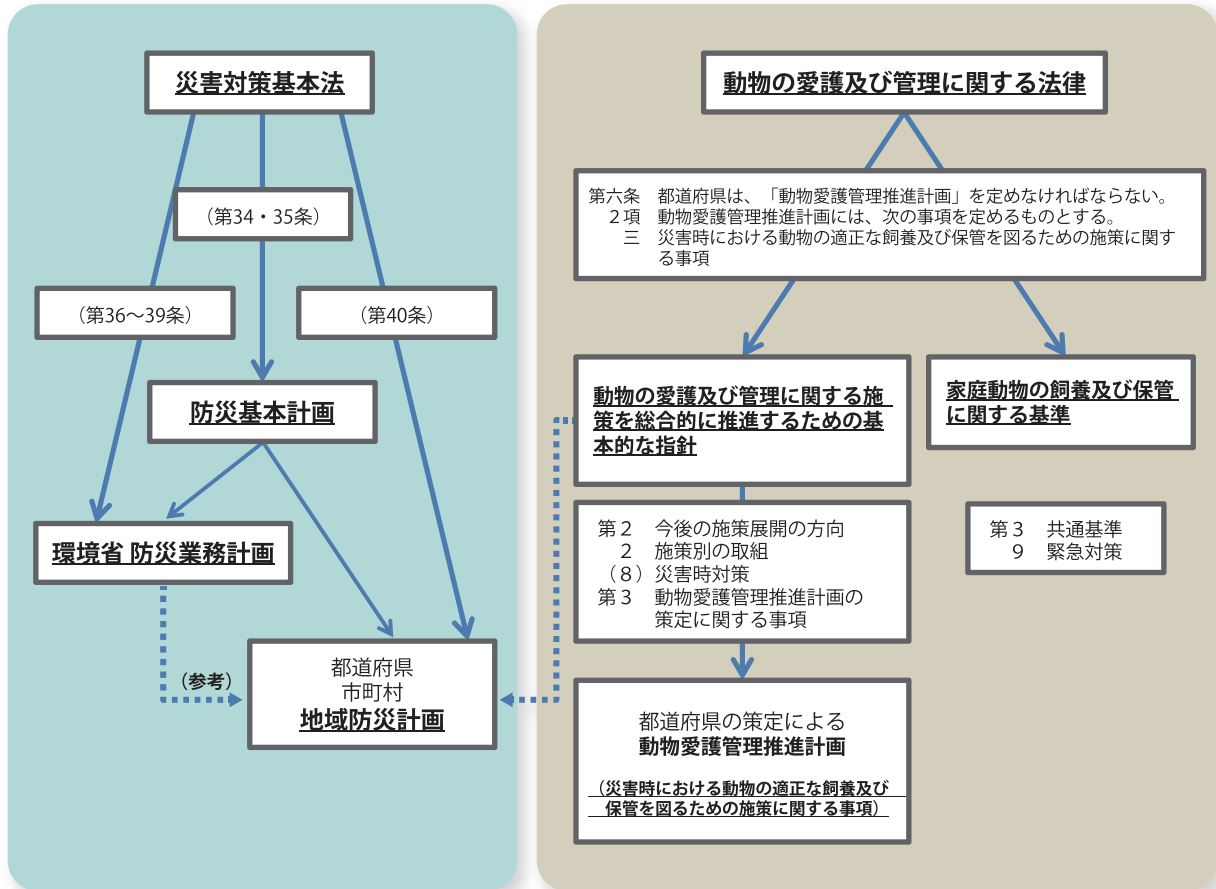 災害対策基本法
（第34・35条）
（第36〜39条）
（第40条）
防災基本計画
環境省 防災業務計画
（参考）
都道府県
市町村
地域防災計画
動物の愛護及び管理に関する法律
第六条　都道府県は、「動物愛護管理推進計画」を定めなければならない。
２項　動物愛護管理推進計画には、次の事項を定めるものとする。
三　災害時における動物の適正な飼養及び保管を図るための施策に関す
る事項
動物の愛護及び管理に関する施
策を総合的に推進するための基
本的な指針
家庭動物の飼養及び保管
に関する基準
第２　今後の施策展開の方向
２　施策別の取組
（８）災害時対策
第３　動物愛護管理推進計画の
策定に関する事項
第３　共通基準
９　緊急対策
都道府県の策定による
動物愛護管理推進計画
（災害時における動物の適正な飼養及び
保管を図るための施策に関する事項）